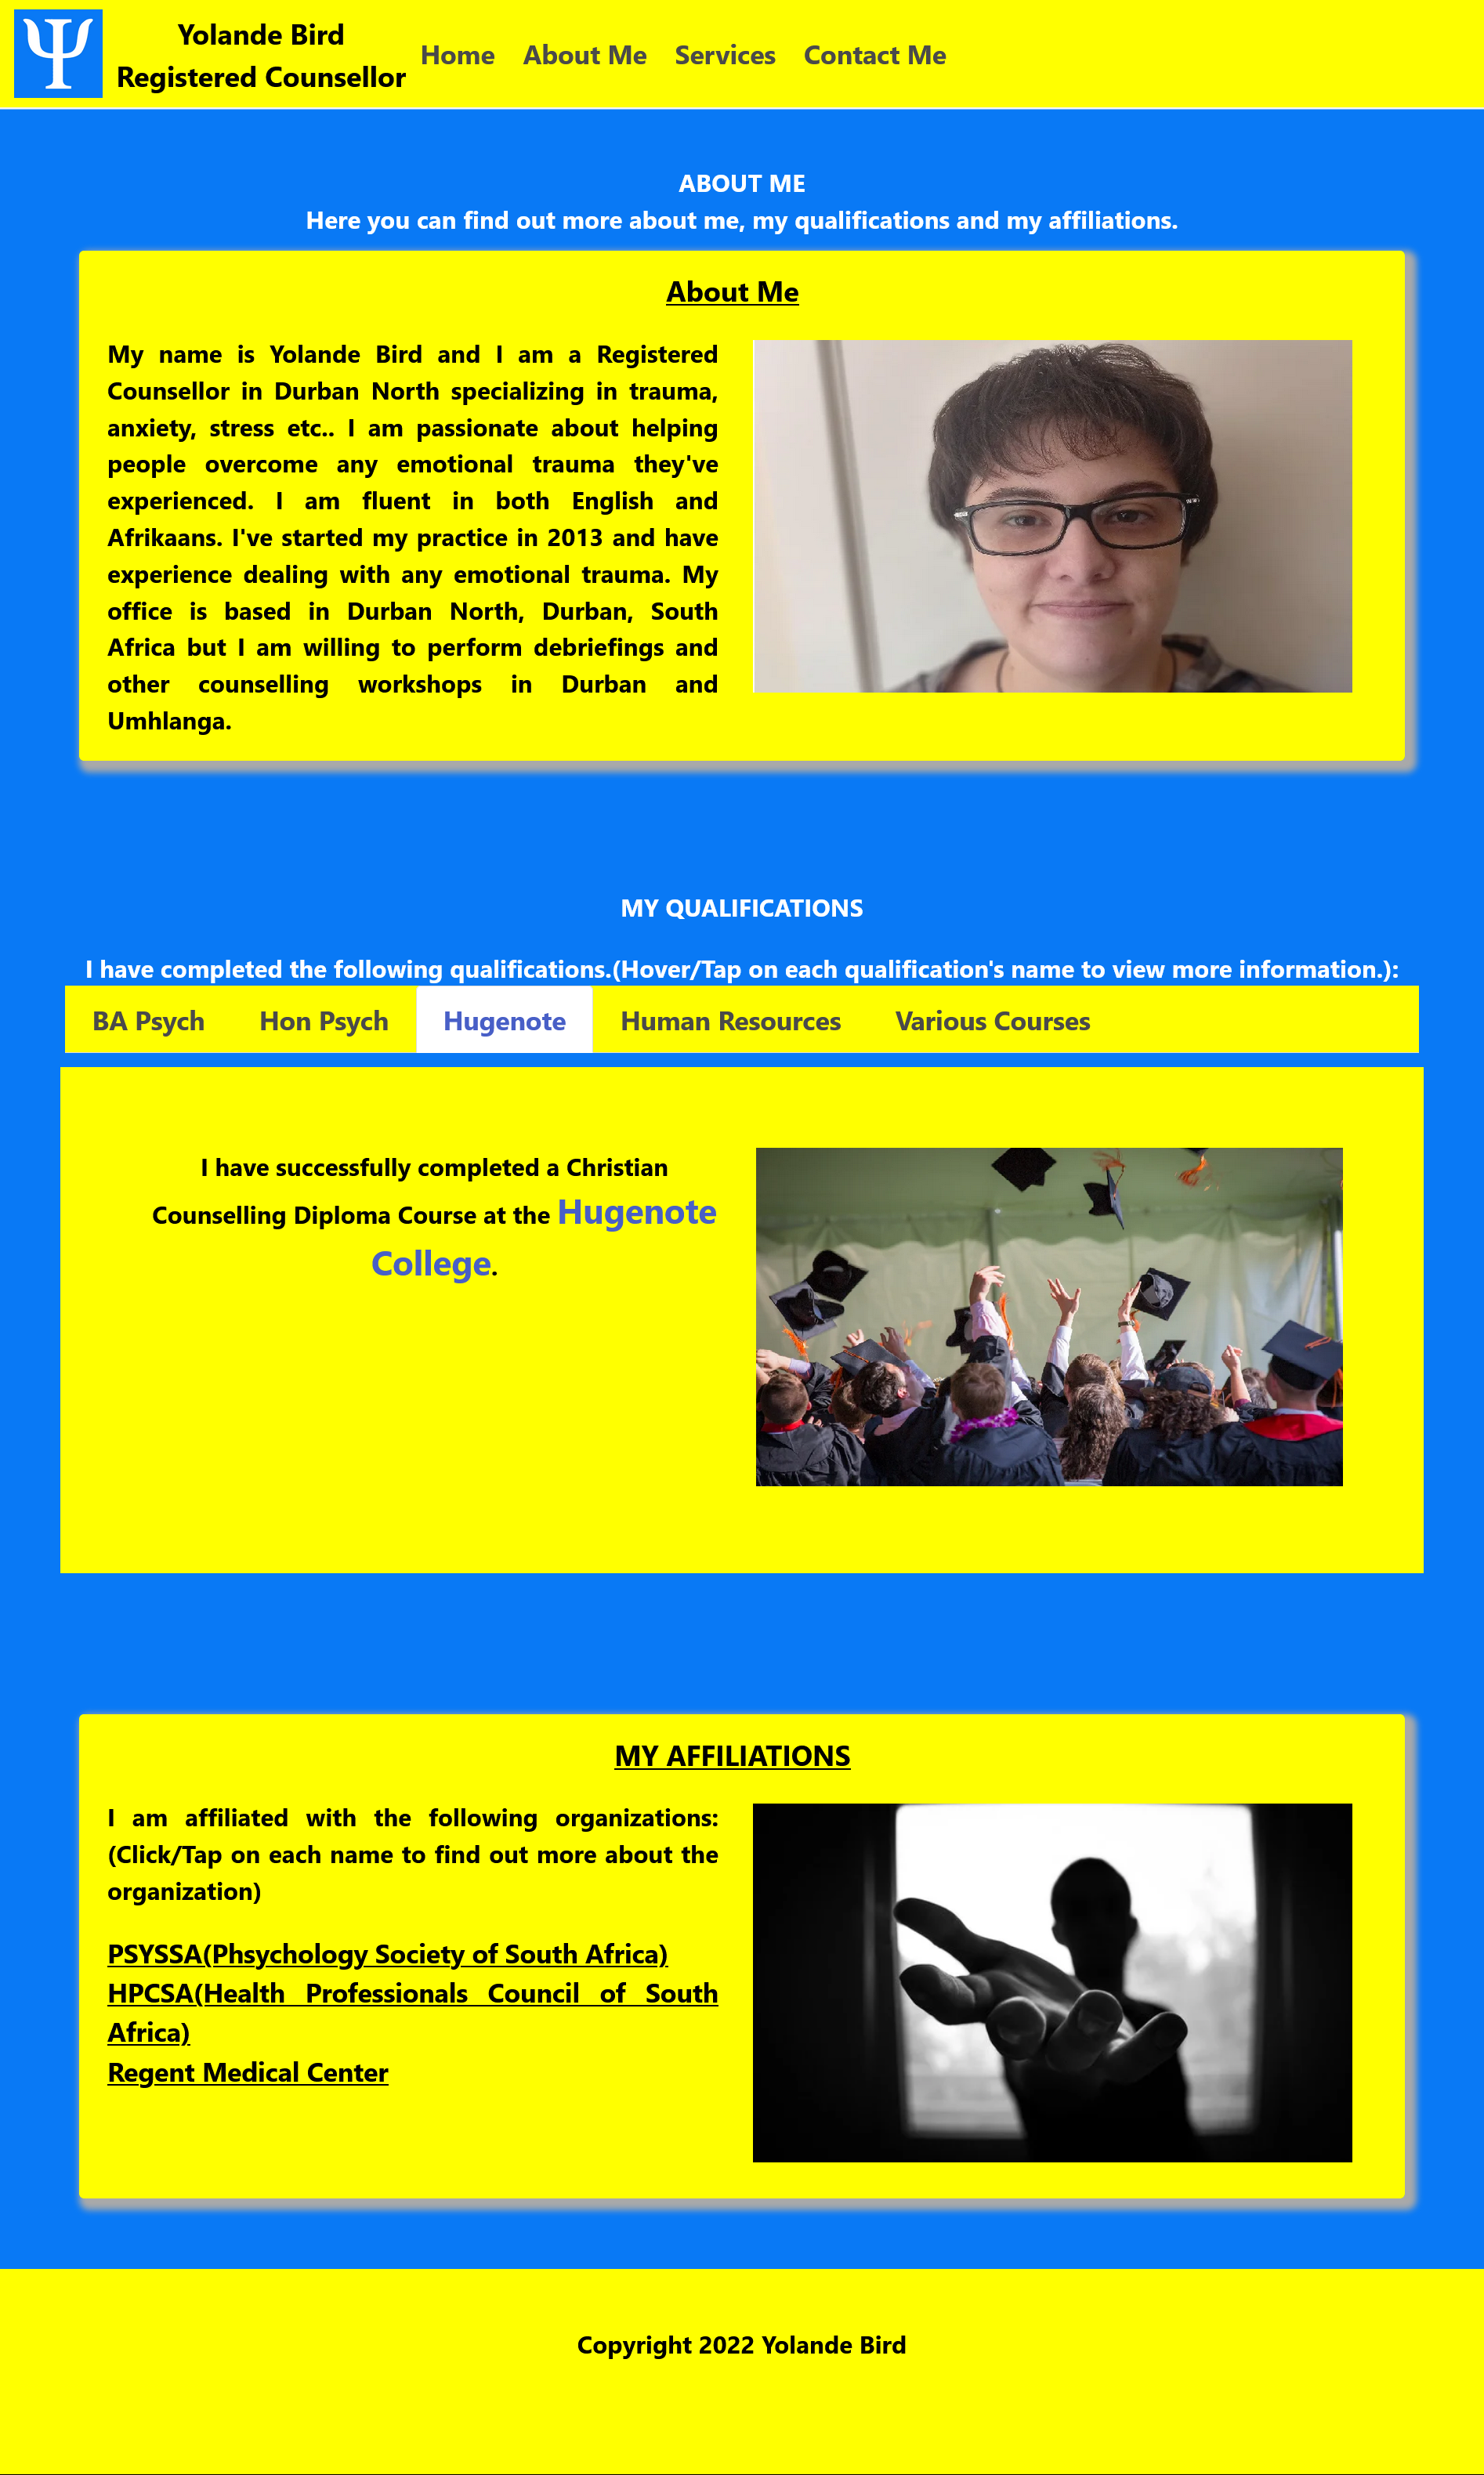 Ψ
Yolande Bird
Registered Counsellor
Home About Me Services Contact Me
ABOUT ME
Here you can find out more about me, my qualifications and my affiliations.
About Me
My name is Yolande Bird and I am a Registered
Counsellor in Durban North specializing in trauma,
anxiety, stress etc.. I am passionate about helping
people overcome any emotional trauma they've
experienced. I am fluent in both English and
Afrikaans. I've started my practice in 2013 and have
experience dealing with any emotional trauma. My
office is based in Durban North, Durban, South
Africa but I am willing to perform debriefings and
other counselling workshops in Durban and
Umhlanga.
MY QUALIFICATIONS
I have completed the following qualifications.(Hover/Tap on each qualification's name to view more information.):
BA Psych Hon Psych Hugenote Human Resources Various Courses
I have successfully completed a Christian
Counselling Diploma Course at the Hugenote
College.
MY AFFILIATIONS
I am affiliated with the following organizations:
(Click/Tap on each name to find out more about the
organization)
PSYSSA(Phsychology Society of South Africa)
HPCSA(Health Professionals Council of South
Africa)
Regent Medical Center
Copyright 2022 Yolande Bird